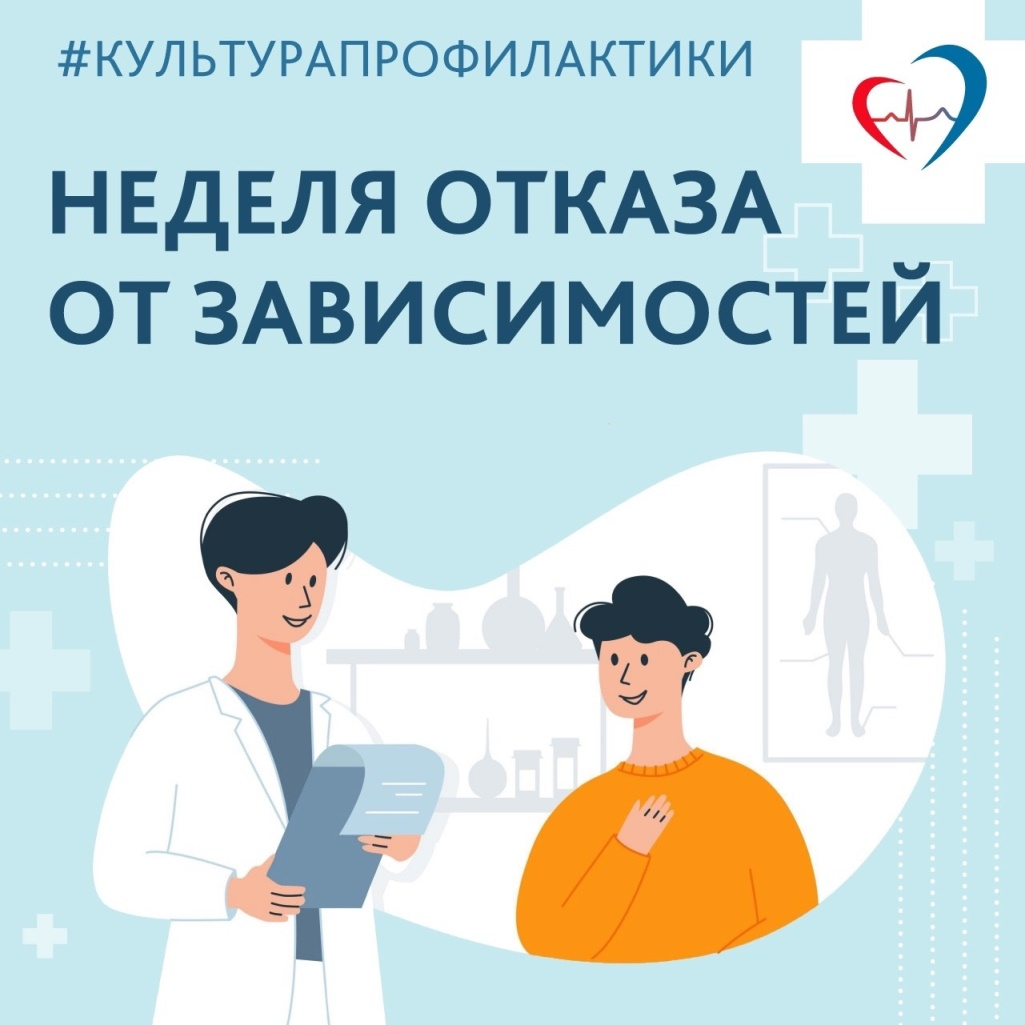 #КУЛЬТУРАПРОФИЛАКТИКИ
НЕДЕЛЯ ОТКАЗА
ОТ ЗАВИСИМОСТЕЙ